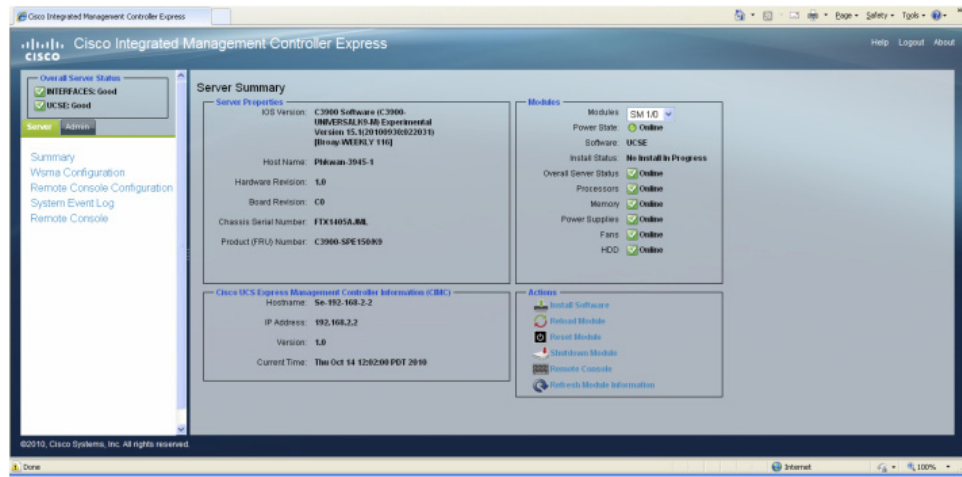 Cisco Integrated Management Controller Express
Page Safety Tools
CISCO
Cisco Integrated Management Controller Express
Help Logout About
Overall Server Status
INTERFACES: Good
UCSE: Good
Server Admin
Summary
Wsma Configuration
Remote Console Configuration
System Event Log
Remote Console
Server Summary
Server Properties
IOS Version: C3900 Software (C3900-
UNIVERSALK9-M) Experimental
Version 15.1(20100930:022031)
116]
Host Name: Phkwan-3945-1
Hardware Revision: 1.0
Board Revision: C0
Chassis Serial Number:
Product (FRU) Number: C3900-SPE150/K9
Modules
Modules SM 1/0
Power State: Online
Software: UCSE
Install Status: No Install In Progress
Overall Server Status Online
Processors Online
Memory Online
Power Supplies Online
Fans Online
HDD Online
Cisco UCS Express Management Controller Information (CIMC)
Hostname: Se-192-168-2-2
IP Address: 192.168.2.2
Version: 1.0
Current Time: Thu Oct 14 12:02:00 PDT 2010
Actions
Install Software
Reload Module
Reset Module
Shutdown Module
Remote Console
Refresh Module Information
©2010, Cisco Systems, Inc. All rights reserved.
Done
Internet
100%